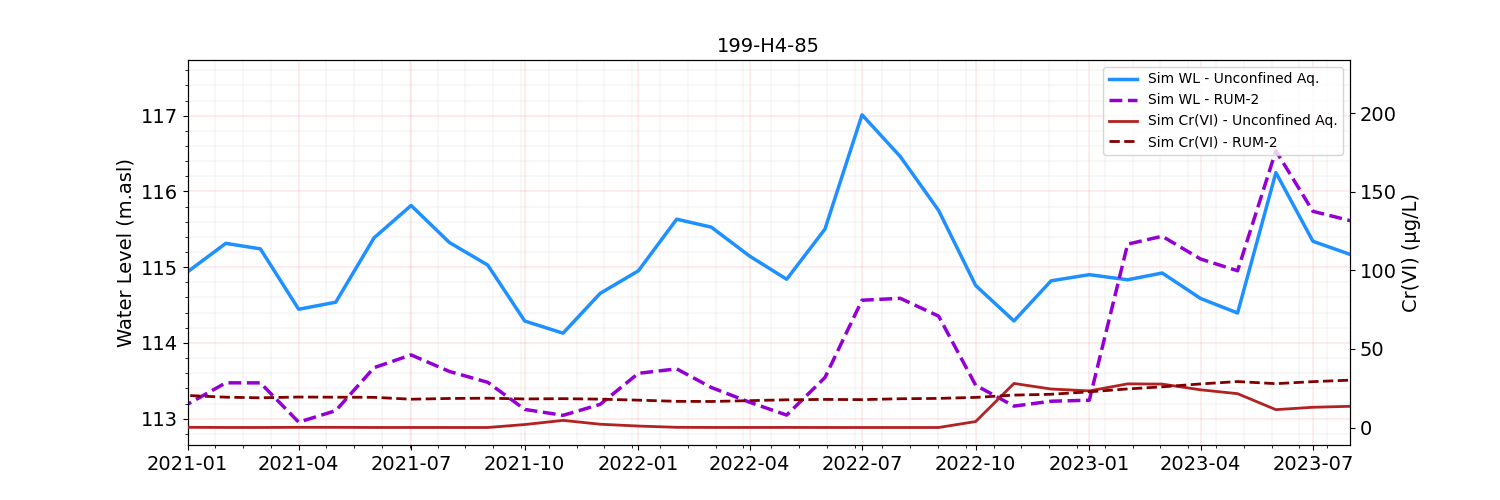 199-H4-85
Sim WL - Unconfined Aq.
Sim WL - RUM-2
Sim Cr(VI) - Unconfined Aq.
Sim Cr(VI) - RUM-2
Water Level (m.asl)
117
116
115
114
113
200
150
100
50
0
Cr(VI) (μg/L)
2021-01 2021-04 2021-07 2021-10 2022-01 2022-04 2022-07 2022-10 2023-01 2023-04 2023-07